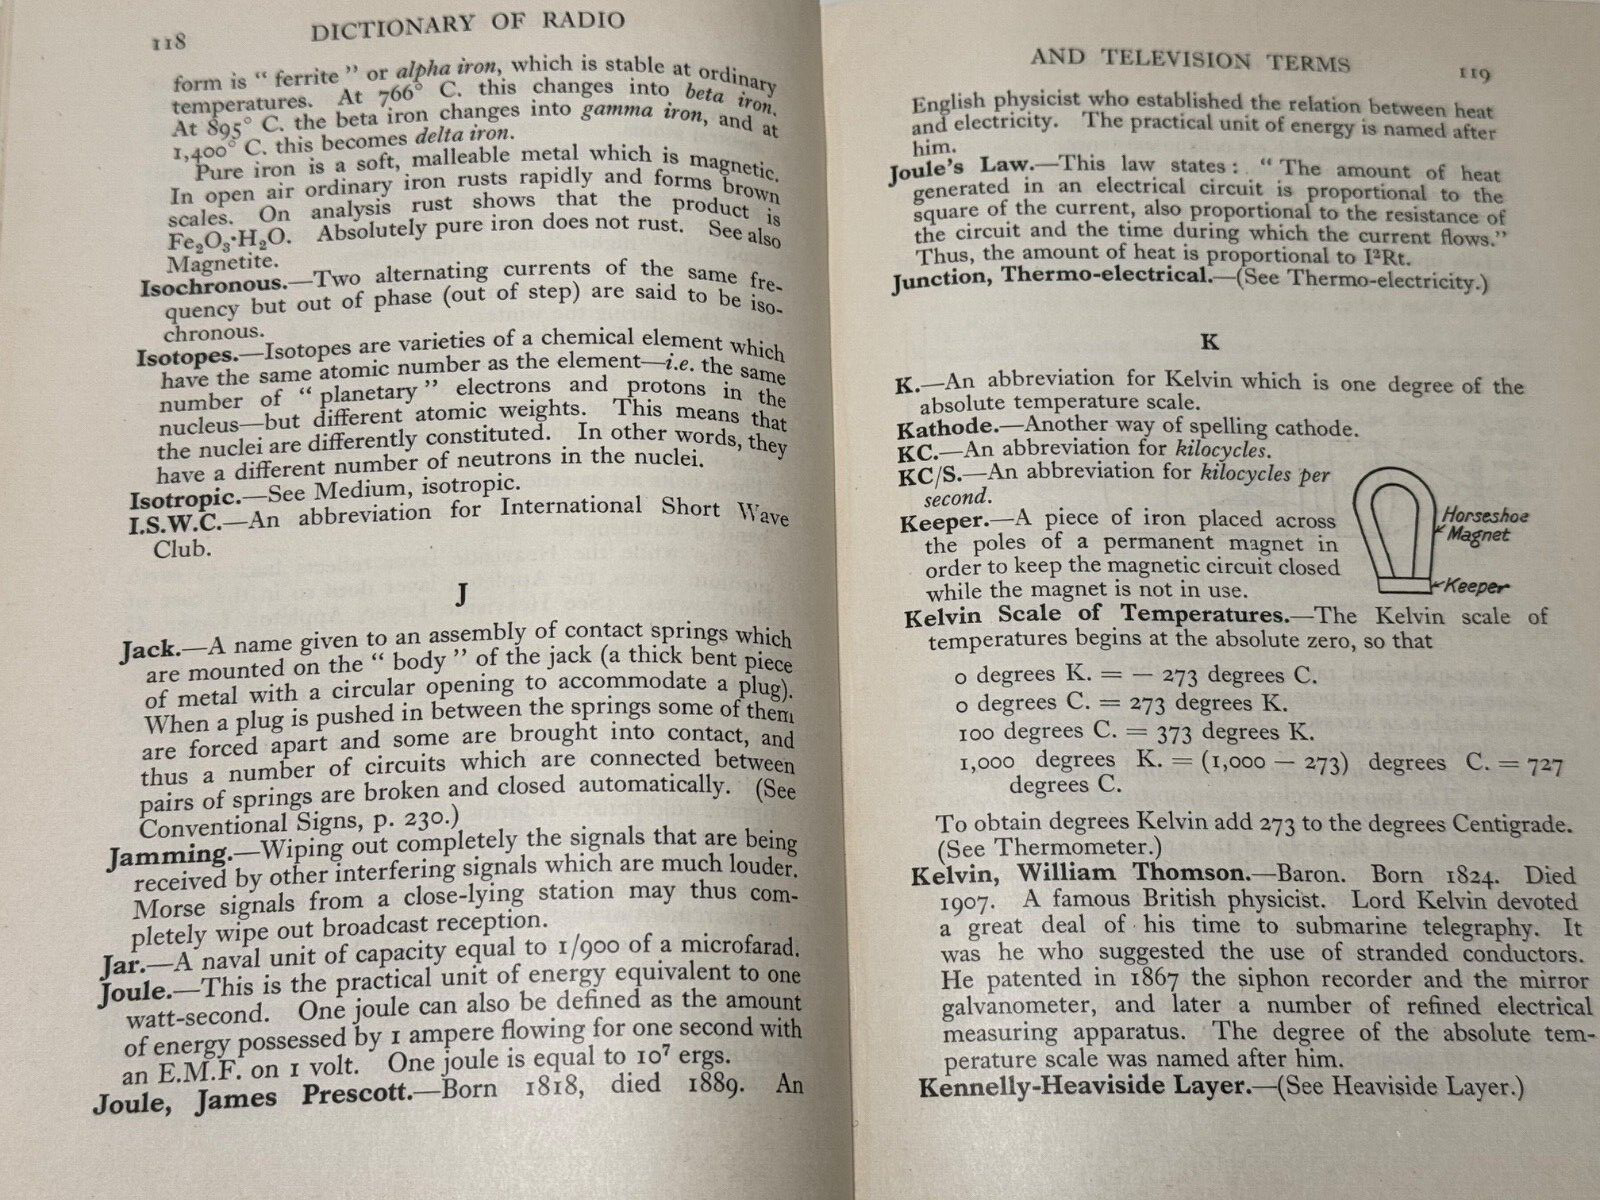 118
DICTIONARY OF RADIO
form is “ ferrite ” or alpha iron, which is stable at ordinary
temperatures. At 766° C. this changes into beta iron.
At 895° C. the beta iron changes into gamma iron, and at
1,400° C. this becomes delta iron.
Pure iron is a soft, malleable metal which is magnetic.
In open air ordinary iron rusts rapidly and forms brown
scales. On analysis rust shows that the product is
Fe₂O₃·H₂O. Absolutely pure iron does not rust. See also
Magnetite.
Isochronous.—Two alternating currents of the same fre-
quency but out of phase (out of step) are said to be iso-
chronous.
Isotopes.—Isotopes are varieties of a chemical element which
have the same atomic number as the element—i.e. the same
number of “ planetary ” electrons and protons in the
nucleus—but different atomic weights. This means that
the nuclei are differently constituted. In other words, they
have a different number of neutrons in the nuclei.
Isotropic.—See Medium, isotropic.
I.S.W.C.—An abbreviation for International Short Wave
Club.
J
Jack.—A name given to an assembly of contact springs which
are mounted on the “ body ” of the jack (a thick bent piece
of metal with a circular opening to accommodate a plug).
When a plug is pushed in between the springs some of them
are forced apart and some are brought into contact, and
thus a number of circuits which are connected between
pairs of springs are broken and closed automatically. (See
Conventional Signs, p. 230.)
Jamming.—Wiping out completely the signals that are being
received by other interfering signals which are much louder.
Morse signals from a close-lying station may thus com-
pletely wipe out broadcast reception.
Jar.—A naval unit of capacity equal to 1/900 of a microfarad.
Joule.—This is the practical unit of energy equivalent to one
watt-second. One joule can also be defined as the amount
of energy possessed by 1 ampere flowing for one second with
an E.M.F. on 1 volt. One joule is equal to 10⁷ ergs.
Joule, James Prescott.—Born 1818, died 1889. An
AND TELEVISION TERMS
119
English physicist who established the relation between heat
and electricity. The practical unit of energy is named after
him.
Joule's Law.—This law states : “ The amount of heat
generated in an electrical circuit is proportional to the
square of the current, also proportional to the resistance of
the circuit and the time during which the current flows.”
Thus, the amount of heat is proportional to I²Rt.
Junction, Thermo-electrical.—(See Thermo-electricity.)
K
K.—An abbreviation for Kelvin which is one degree of the
absolute temperature scale.
Kathode.—Another way of spelling cathode.
KC.—An abbreviation for kilocycles.
KC/S.—An abbreviation for kilocycles per
second.
Keeper.—A piece of iron placed across
the poles of a permanent magnet in
order to keep the magnetic circuit closed
while the magnet is not in use.
Horseshoe
Magnet
Keeper
Kelvin Scale of Temperatures.—The Kelvin scale of
temperatures begins at the absolute zero, so that
0 degrees K. = − 273 degrees C.
0 degrees C. = 273 degrees K.
100 degrees C. = 373 degrees K.
1,000 degrees K. = (1,000 − 273) degrees C. = 727
degrees C.
To obtain degrees Kelvin add 273 to the degrees Centigrade.
(See Thermometer.)
Kelvin, William Thomson.—Baron. Born 1824. Died
1907. A famous British physicist. Lord Kelvin devoted
a great deal of his time to submarine telegraphy. It
was he who suggested the use of stranded conductors.
He patented in 1867 the siphon recorder and the mirror
galvanometer, and later a number of refined electrical
measuring apparatus. The degree of the absolute tem-
perature scale was named after him.
Kennelly-Heaviside Layer.—(See Heaviside Layer.)